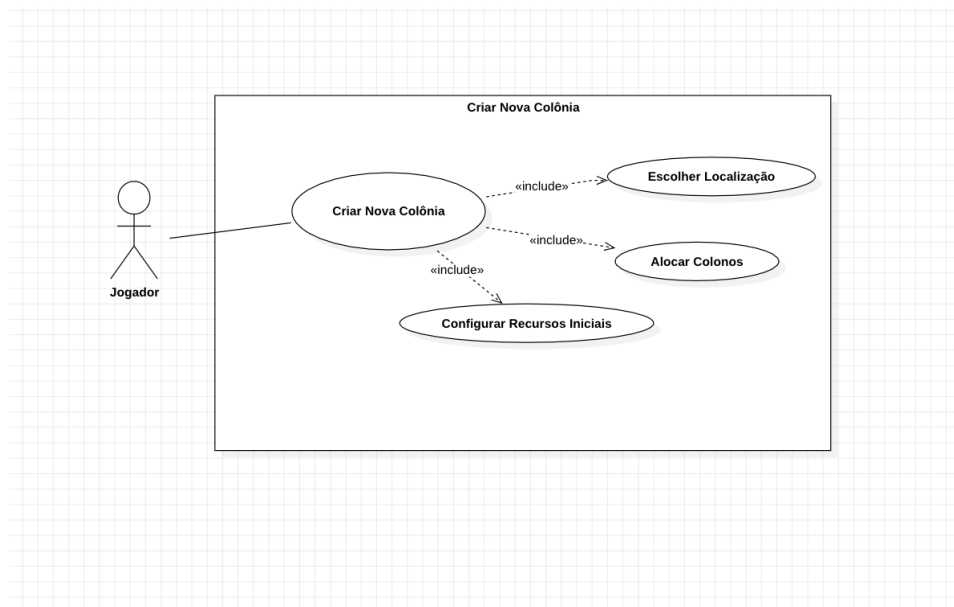 Criar Nova Colônia
Escolher Localização
«include»
Criar Nova Colônia
«include»
Alocar Colonos
«include»
Jogador
Configurar Recursos Iniciais